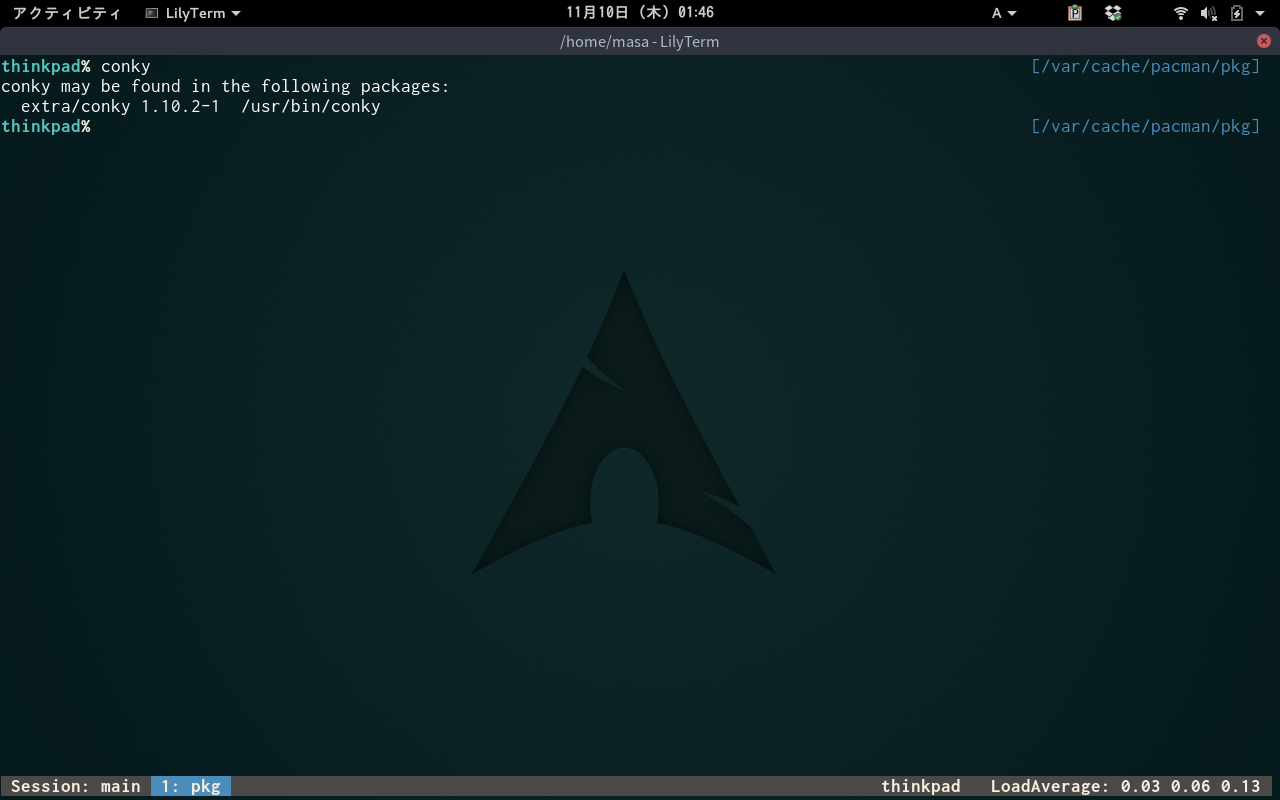 アクティビティ LilyTerm 11月10日 (木) 01:46 A
/home/masa - LilyTerm
thinkpad% conky [/var/cache/pacman/pkg]
conky may be found in the following packages:
  extra/conky 1.10.2-1  /usr/bin/conky
thinkpad% [/var/cache/pacman/pkg]
Session: main 1: pkg thinkpad LoadAverage: 0.03 0.06 0.13